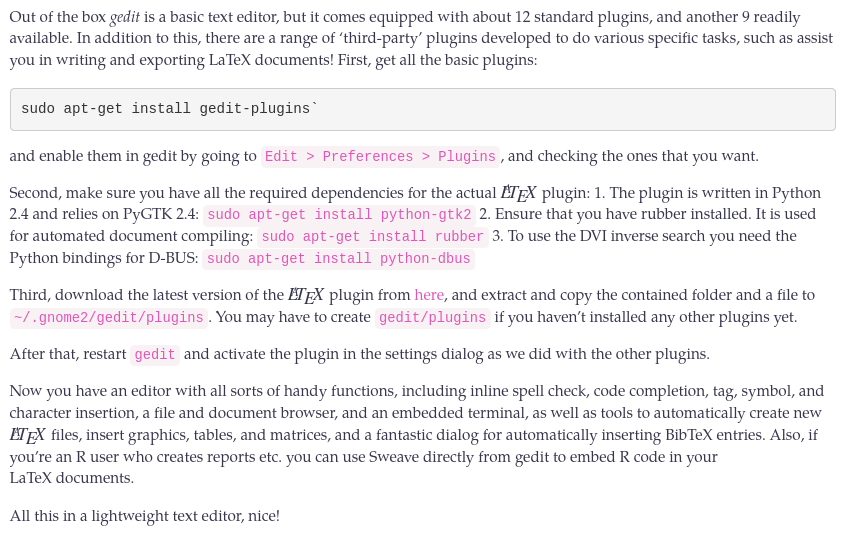 Out of the box gedit is a basic text editor, but it comes equipped with about 12 standard plugins, and another 9 readily
available. In addition to this, there are a range of ‘third-party’ plugins developed to do various specific tasks, such as assist
you in writing and exporting LaTeX documents! First, get all the basic plugins:
sudo apt-get install gedit-plugins`
and enable them in gedit by going to Edit > Preferences > Plugins , and checking the ones that you want.
Second, make sure you have all the required dependencies for the actual LATEX plugin: 1. The plugin is written in Python
2.4 and relies on PyGTK 2.4: sudo apt-get install python-gtk2 2. Ensure that you have rubber installed. It is used
for automated document compiling: sudo apt-get install rubber 3. To use the DVI inverse search you need the
Python bindings for D-BUS: sudo apt-get install python-dbus
Third, download the latest version of the LATEX plugin from here, and extract and copy the contained folder and a file to
~/.gnome2/gedit/plugins . You may have to create gedit/plugins if you haven’t installed any other plugins yet.
After that, restart gedit and activate the plugin in the settings dialog as we did with the other plugins.
Now you have an editor with all sorts of handy functions, including inline spell check, code completion, tag, symbol, and
character insertion, a file and document browser, and an embedded terminal, as well as tools to automatically create new
LATEX files, insert graphics, tables, and matrices, and a fantastic dialog for automatically inserting BibTeX entries. Also, if
you’re an R user who creates reports etc. you can use Sweave directly from gedit to embed R code in your
LaTeX documents.
All this in a lightweight text editor, nice!